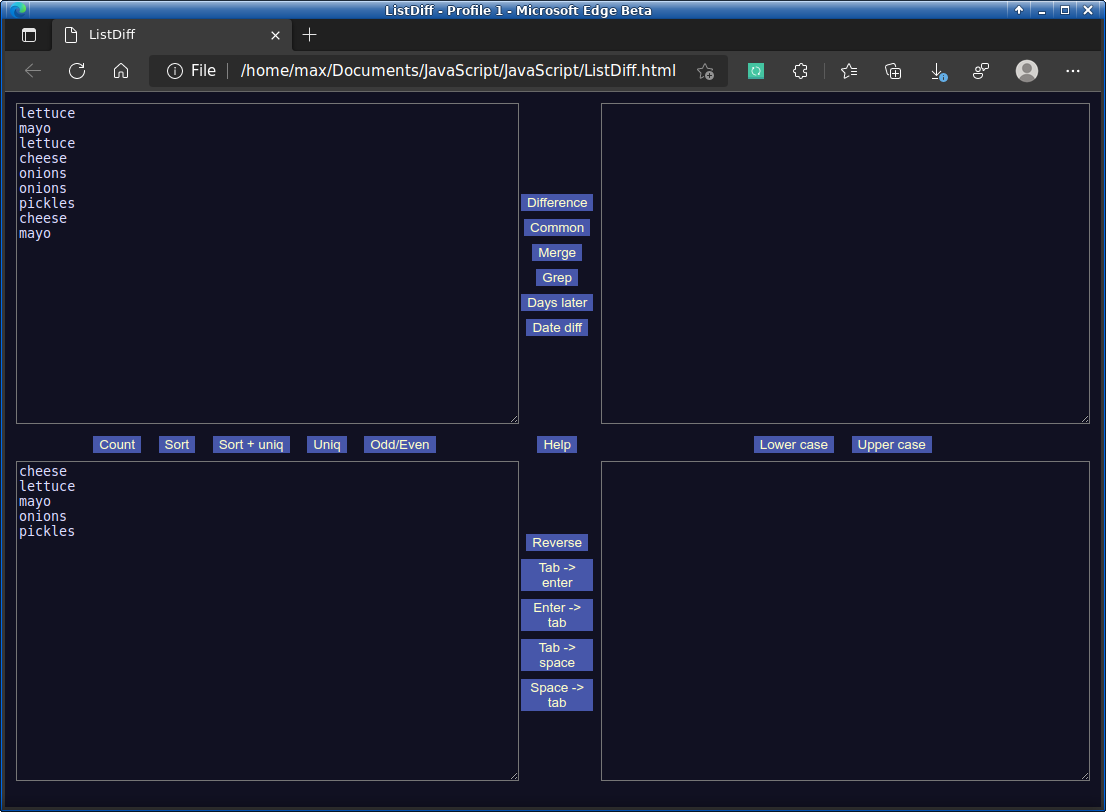 ListDiff - Profile 1 - Microsoft Edge Beta
ListDiff
File /home/max/Documents/JavaScript/JavaScript/ListDiff.html
lettuce
mayo
lettuce
cheese
onions
onions
pickles
cheese
mayo
Difference
Common
Merge
Grep
Days later
Date diff
Count Sort Sort + uniq Uniq Odd/Even Help Lower case Upper case
cheese
lettuce
mayo
onions
pickles
Reverse
Tab ->
enter
Enter ->
tab
Tab ->
space
Space ->
tab